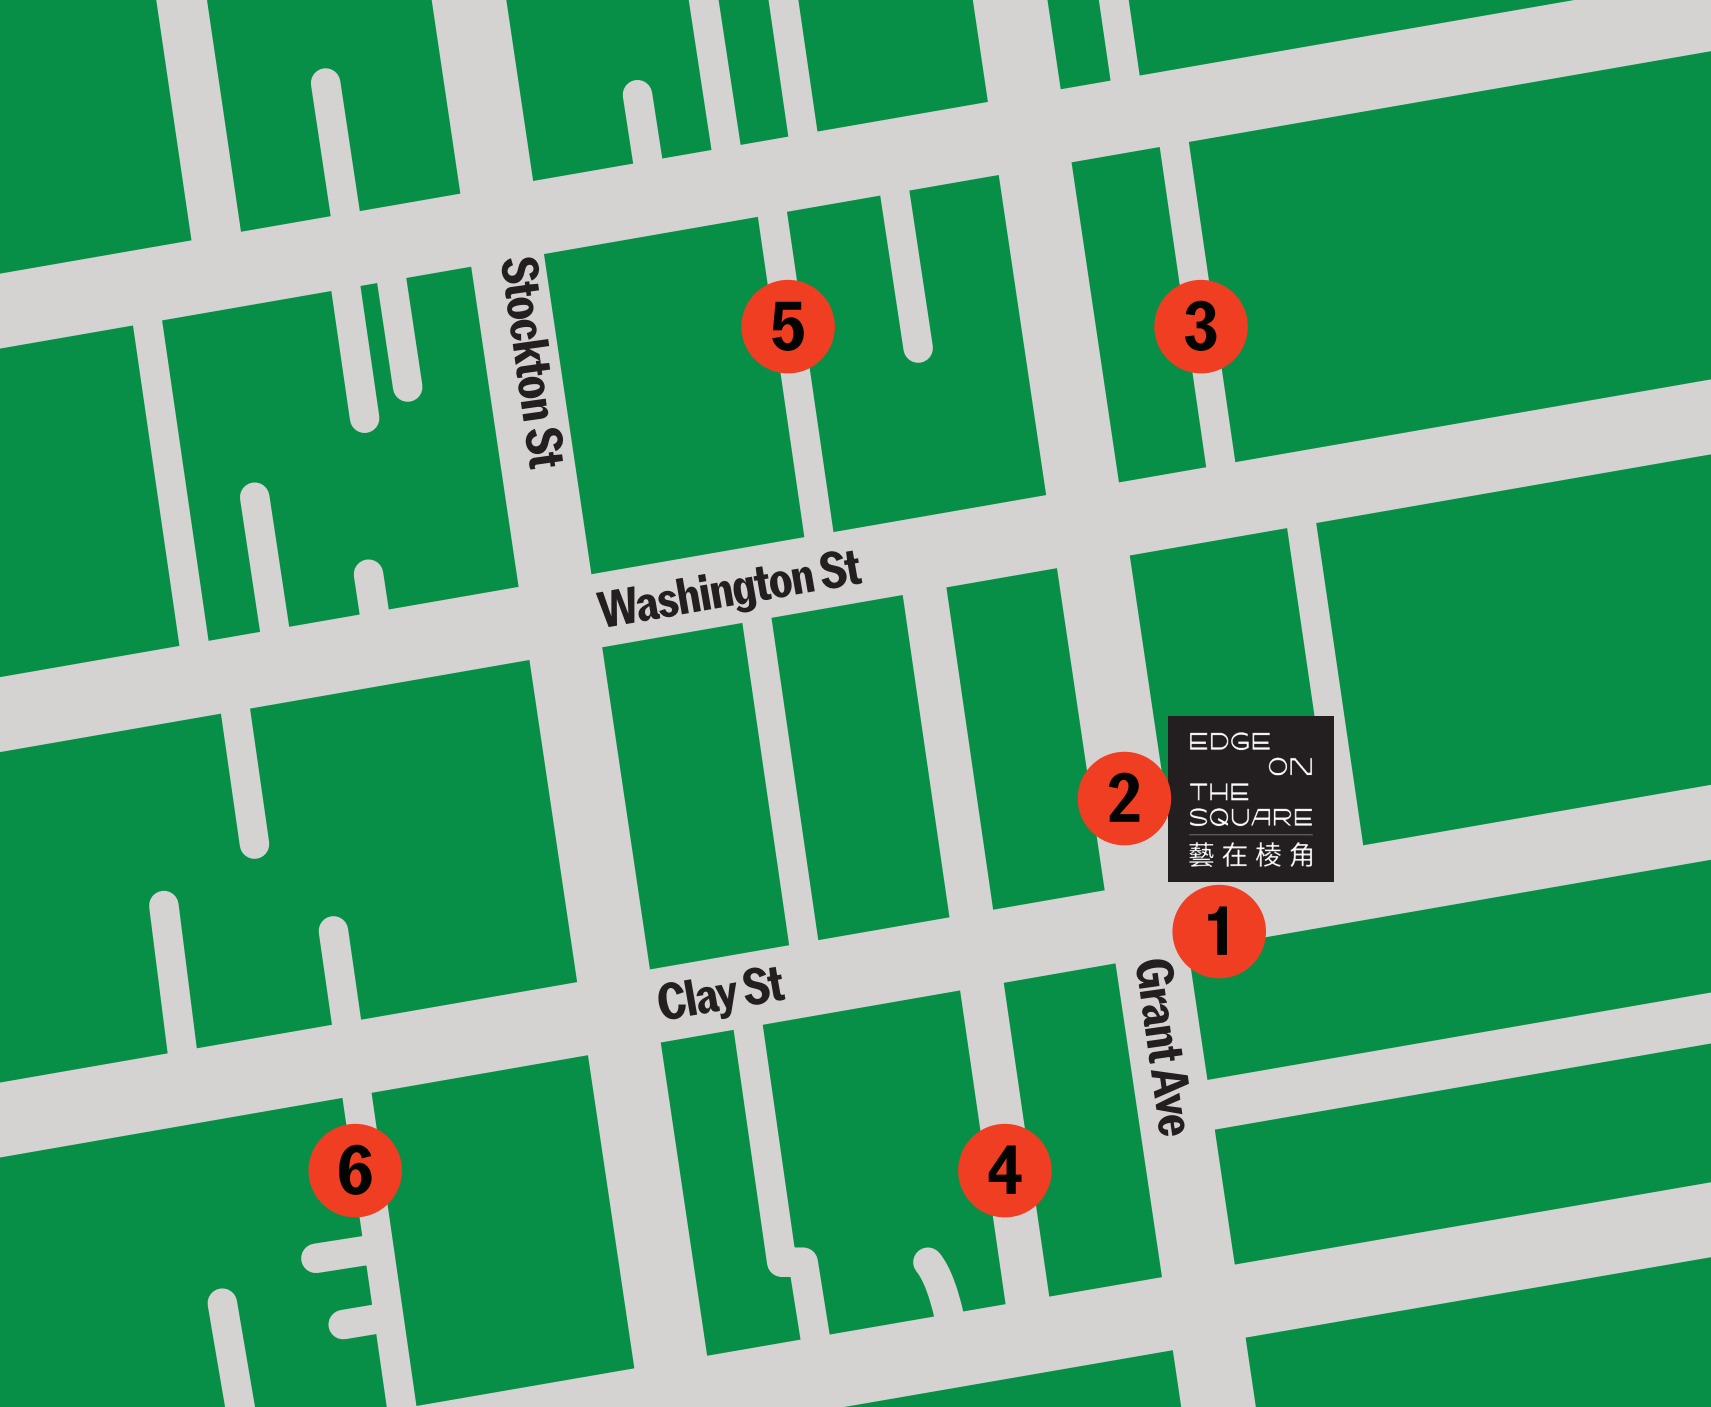 5
3
Stockton St
Washington St
2
EDGE
ON
THE
SQUARE
藝在棱角
1
Clay St
Grant Ave
6
4